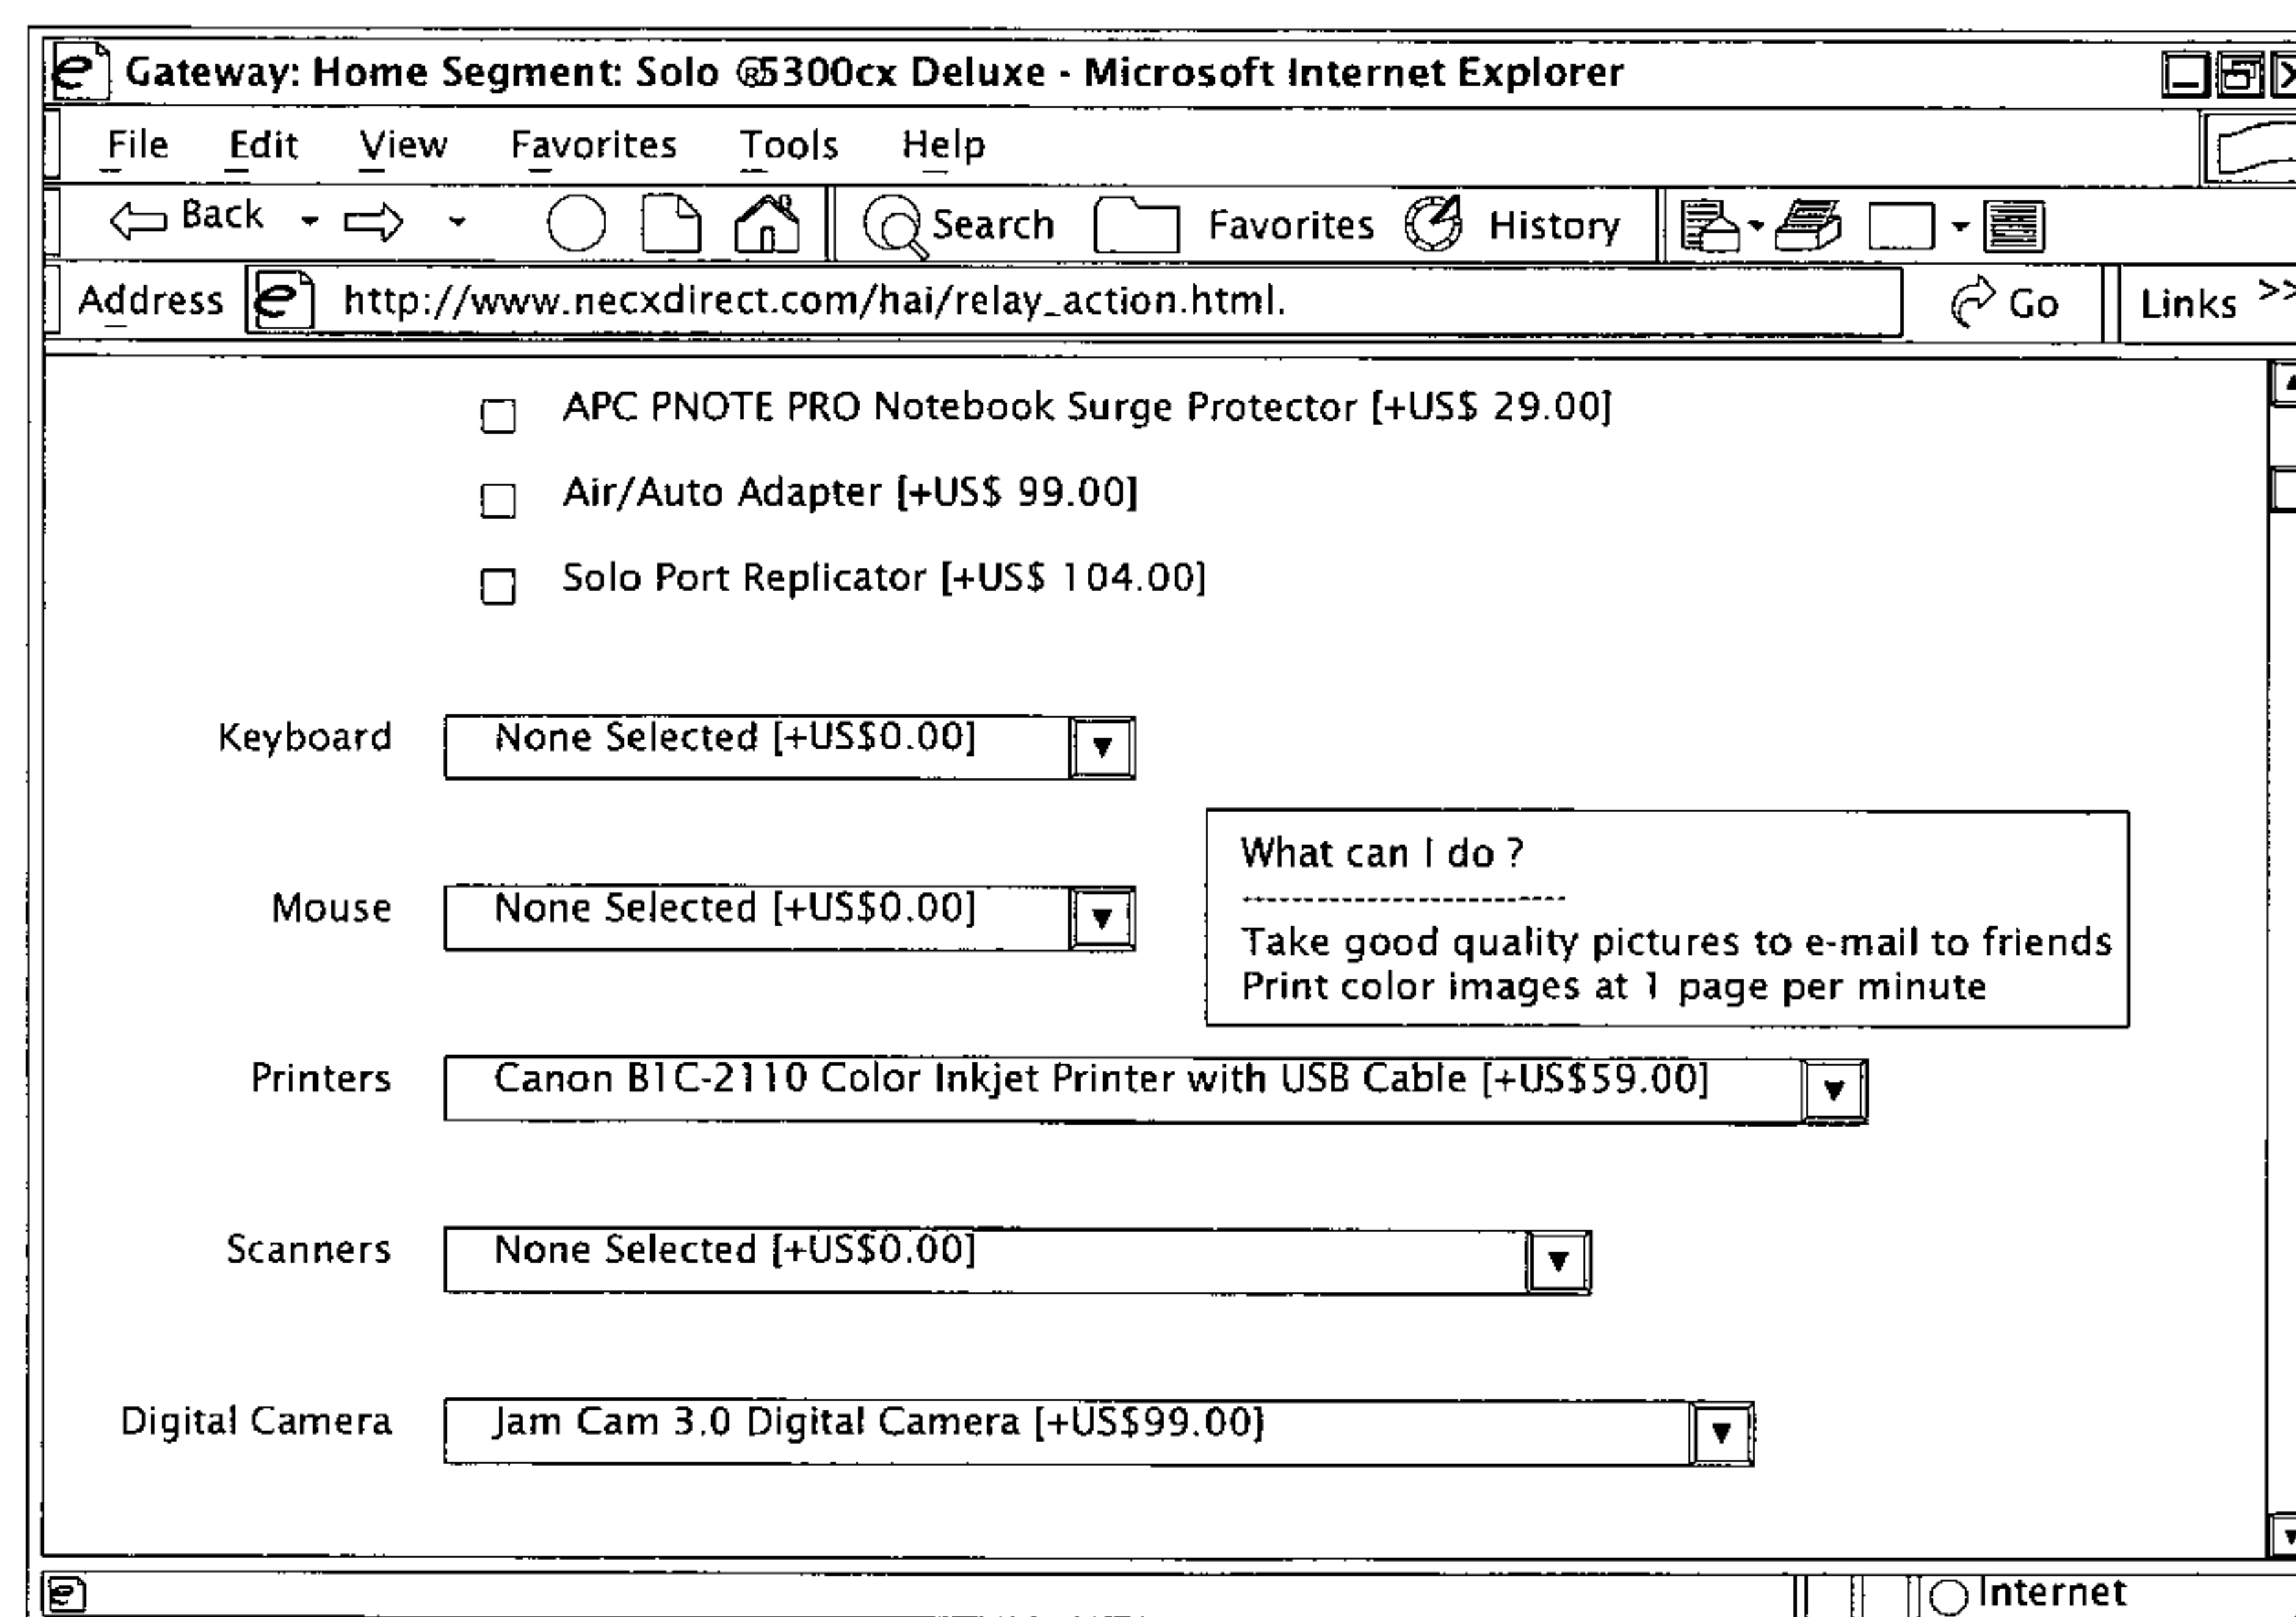 Gateway: Home Segment: Solo ®5300cx Deluxe - Microsoft Internet Explorer
File Edit View Favorites Tools Help
Back Search Favorites History
Address http://www.necxdirect.com/hai/relay_action.html. Go Links >>
APC PNOTE PRO Notebook Surge Protector [+US$ 29.00]
Air/Auto Adapter [+US$ 99.00]
Solo Port Replicator [+US$ 104.00]
Keyboard None Selected [+US$0.00]
What can I do ?
-----------------------
Mouse None Selected [+US$0.00]
Take good quality pictures to e-mail to friends
Print color images at 1 page per minute
Printers Canon B1C-2110 Color Inkjet Printer with USB Cable [+US$59.00]
Scanners None Selected [+US$0.00]
Digital Camera Jam Cam 3.0 Digital Camera [+US$99.00]
Internet